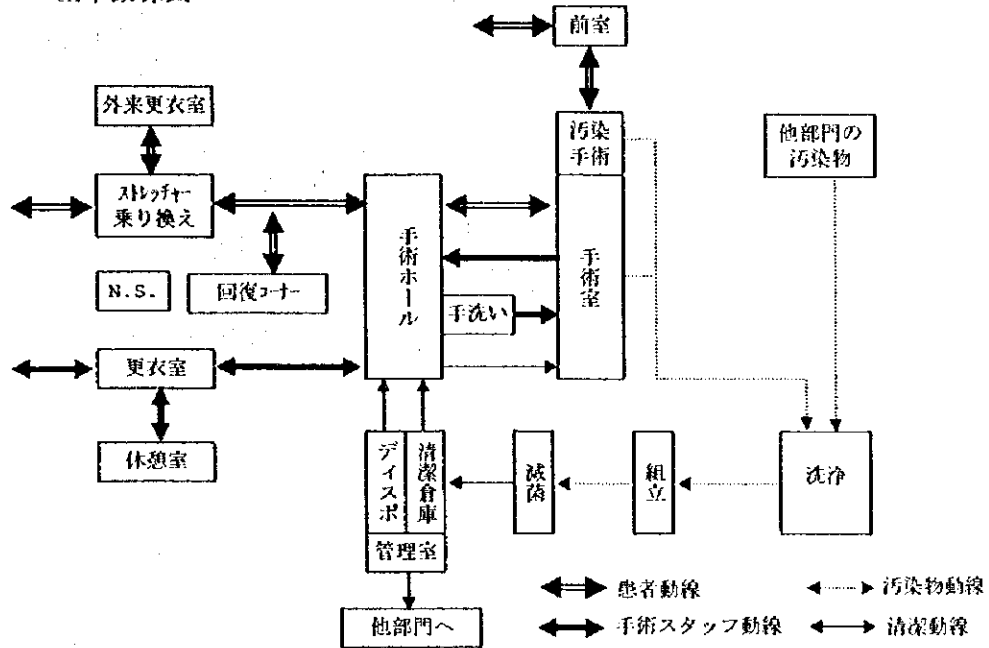 前室
外来更衣室
汚染
手術
他部門の
汚染物
ストレッチャー
乗り換え
手術ホール
手術室
N.S.
回復コーナー
手洗い
更衣室
休憩室
ディスポ
清潔倉庫
滅菌
組立
洗浄
管理室
他部門へ
患者動線
汚染物動線
手術スタッフ動線
清潔動線